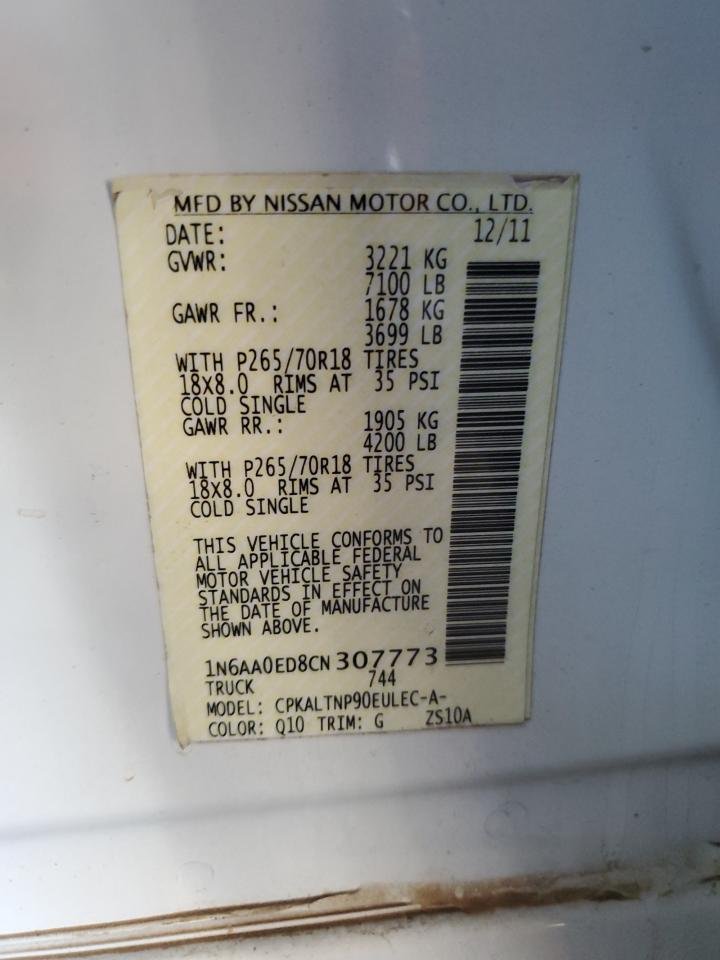 MFD BY NISSAN MOTOR CO., LTD.
DATE: 12/11
GVWR: 3221 KG
7100 LB
GAWR FR.: 1678 KG
3699 LB
WITH P265/70R18 TIRES
18X8.0 RIMS AT 35 PSI
COLD SINGLE
GAWR RR.: 1905 KG
4200 LB
WITH P265/70R18 TIRES
18X8.0 RIMS AT 35 PSI
COLD SINGLE
THIS VEHICLE CONFORMS TO
ALL APPLICABLE FEDERAL
MOTOR VEHICLE SAFETY
STANDARDS IN EFFECT ON
THE DATE OF MANUFACTURE
SHOWN ABOVE.
1N6AA0ED8CN307773
TRUCK 744
MODEL: CPKALTNP90EULEC-A-
COLOR: Q10 TRIM: G ZS10A